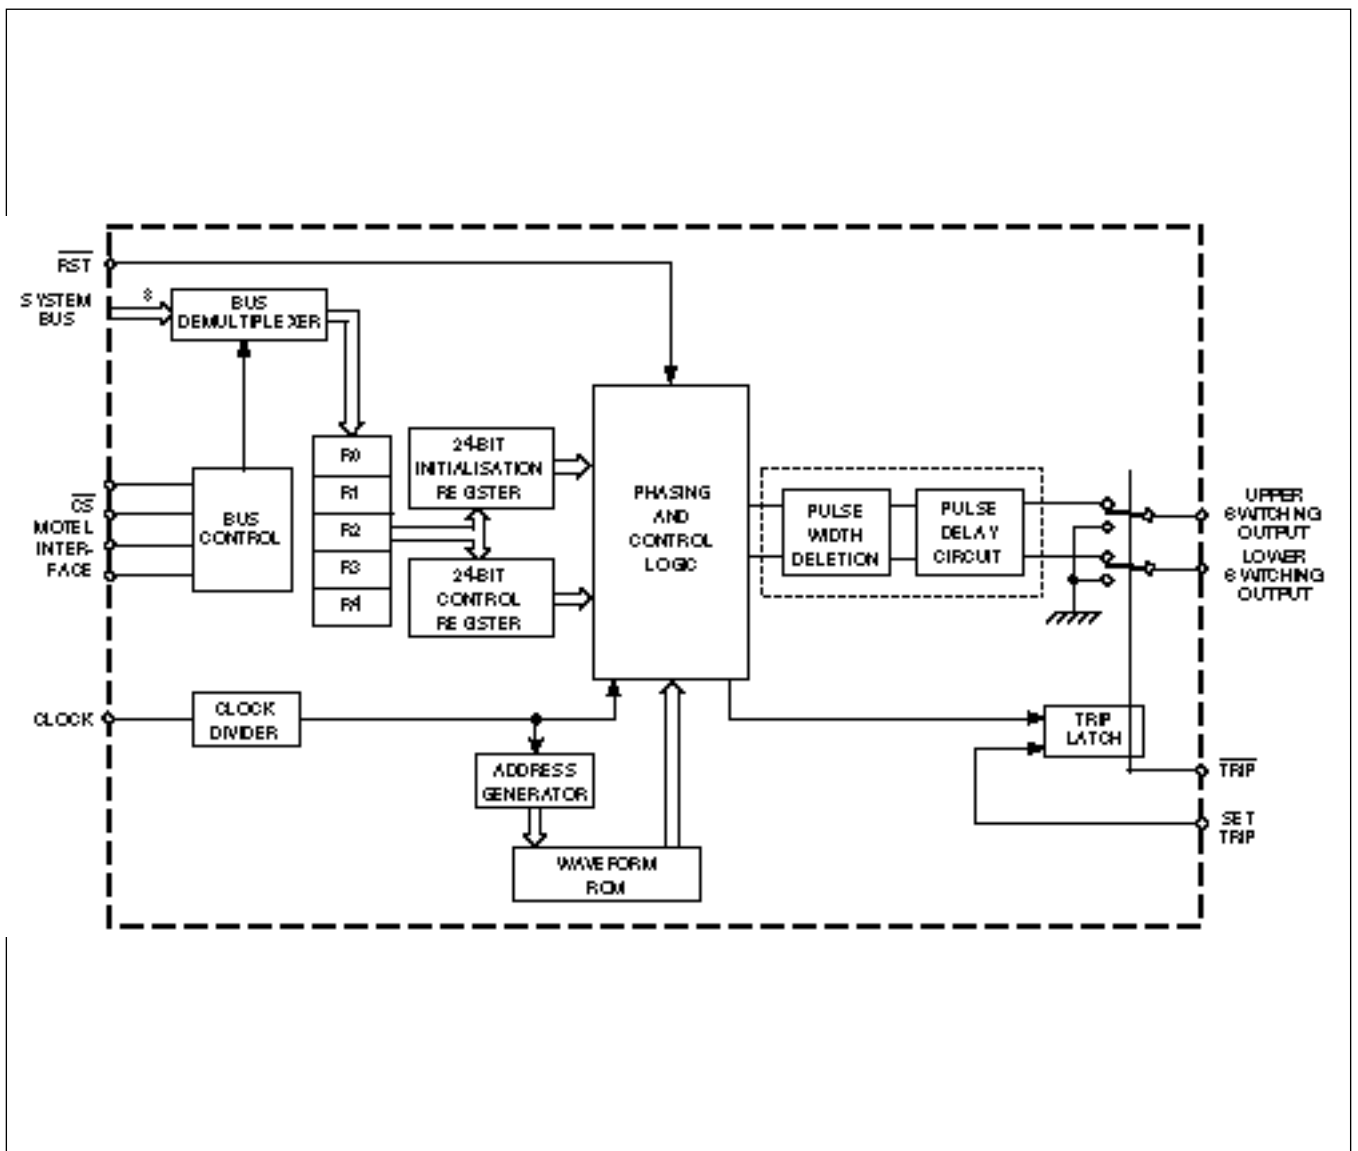 RST
SYSTEM
BUS
8
BUS
DEMULTIPLEXER
CS
MOTEL
INTER-
FACE
BUS
CONTROL
R0
R1
R2
R3
R4
24-BIT
INITIALISATION
REGISTER
24-BIT
CONTROL
REGISTER
PHASING
AND
CONTROL
LOGIC
PULSE
WIDTH
DELETION
PULSE
DELAY
CIRCUIT
UPPER
SWITCHING
OUTPUT
LOWER
SWITCHING
OUTPUT
CLOCK
CLOCK
DIVIDER
ADDRESS
GENERATOR
WAVEFORM
ROM
TRIP
LATCH
TRIP
SET
TRIP